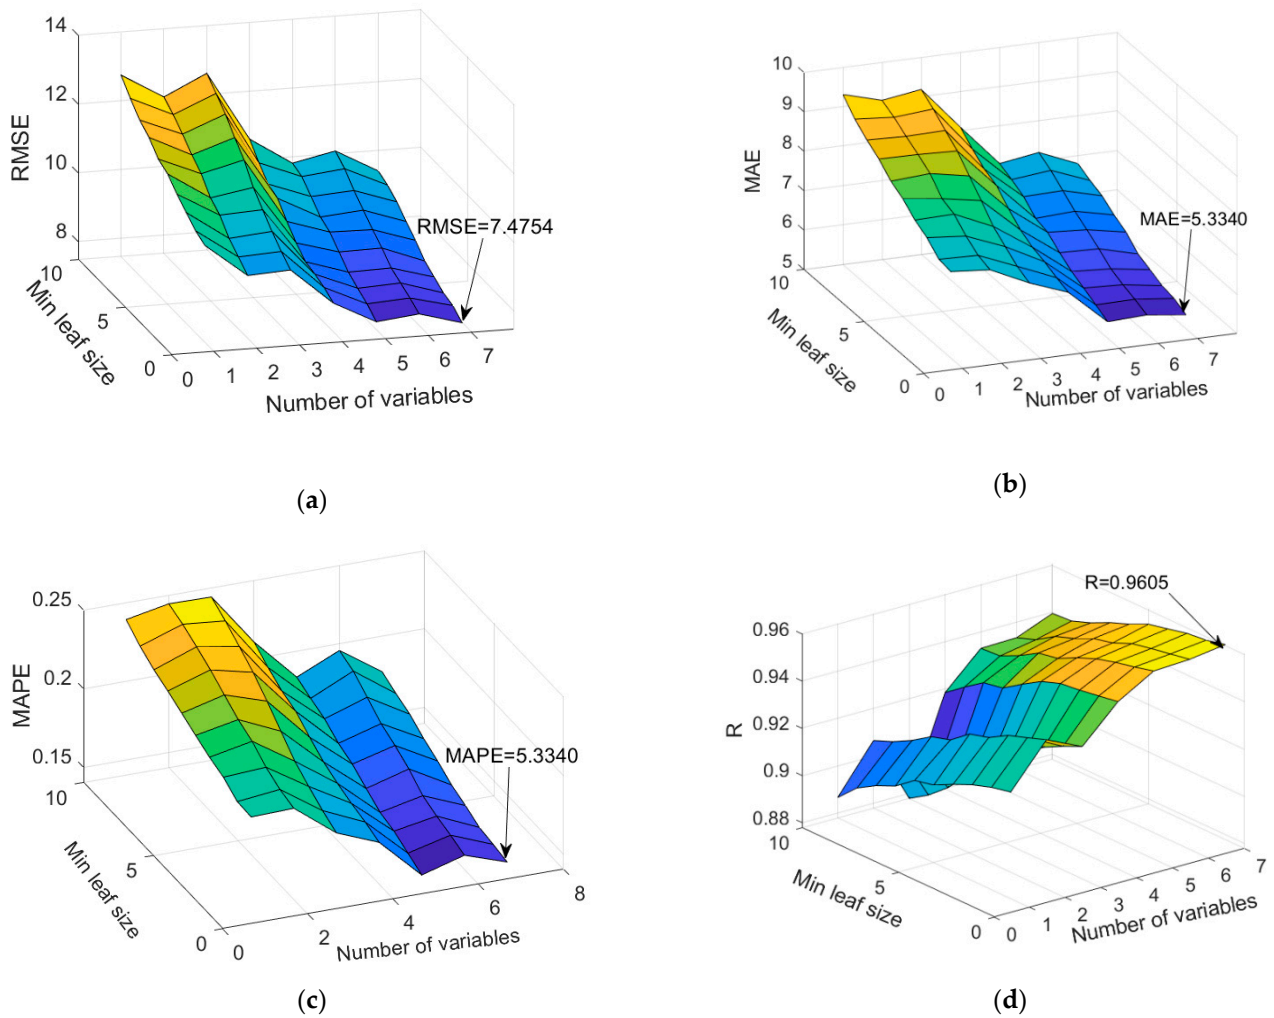 14
12
10
8
RMSE
10
5
0
Min leaf size
0 1 2 3 4 5 6 7
Number of variables
RMSE=7.4754
(a)
10
9
8
7
6
5
MAE
10
5
0
Min leaf size
0 1 2 3 4 5 6 7
Number of variables
MAE=5.3340
(b)
0.25
0.2
0.15
MAPE
10
5
0
Min leaf size
0 2 4 6 8
Number of variables
MAPE=5.3340
(c)
0.96
0.94
0.92
0.9
0.88
R
10
5
0
Min leaf size
0 1 2 3 4 5 6 7
Number of variables
R=0.9605
(d)